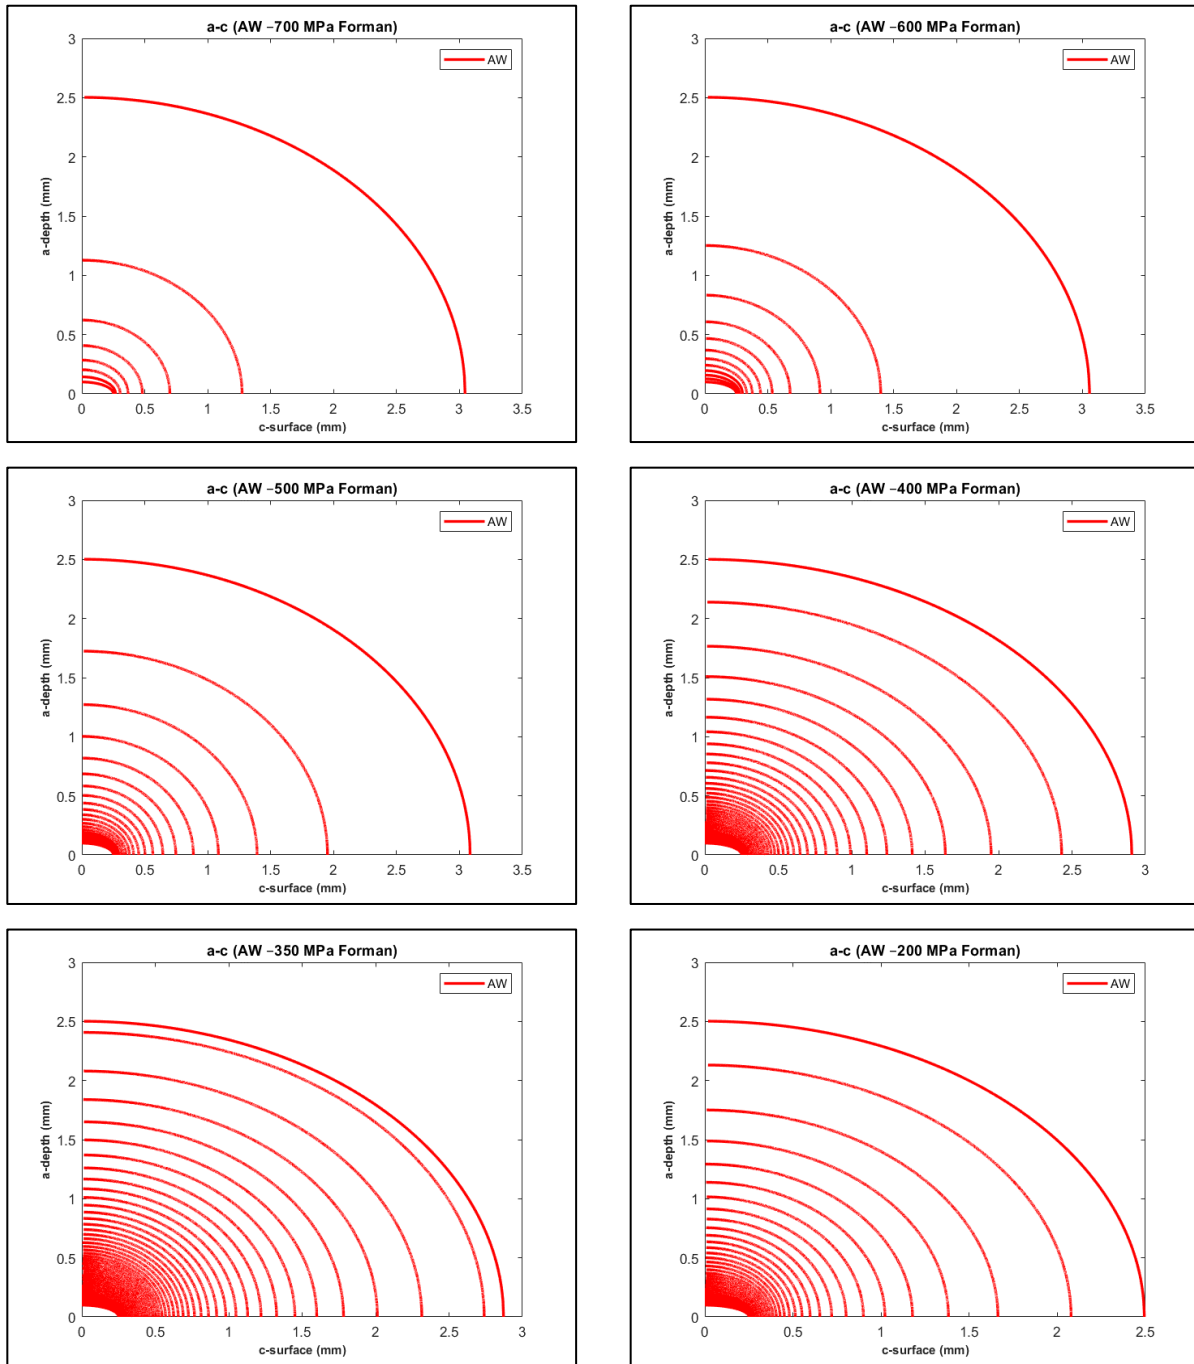 a-c (AW –700 MPa Forman)
AW
3
2.5
2
1.5
1
0.5
0
a-depth (mm)
0 0.5 1 1.5 2 2.5 3 3.5
c-surface (mm)
a-c (AW –600 MPa Forman)
AW
3
2.5
2
1.5
1
0.5
0
a-depth (mm)
0 0.5 1 1.5 2 2.5 3 3.5
c-surface (mm)
a-c (AW –500 MPa Forman)
AW
3
2.5
2
1.5
1
0.5
0
a-depth (mm)
0 0.5 1 1.5 2 2.5 3 3.5
c-surface (mm)
a-c (AW –400 MPa Forman)
AW
3
2.5
2
1.5
1
0.5
0
a-depth (mm)
0 0.5 1 1.5 2 2.5 3
c-surface (mm)
a-c (AW –350 MPa Forman)
AW
3
2.5
2
1.5
1
0.5
0
a-depth (mm)
0 0.5 1 1.5 2 2.5 3
c-surface (mm)
a-c (AW –200 MPa Forman)
AW
3
2.5
2
1.5
1
0.5
0
a-depth (mm)
0 0.5 1 1.5 2 2.5
c-surface (mm)